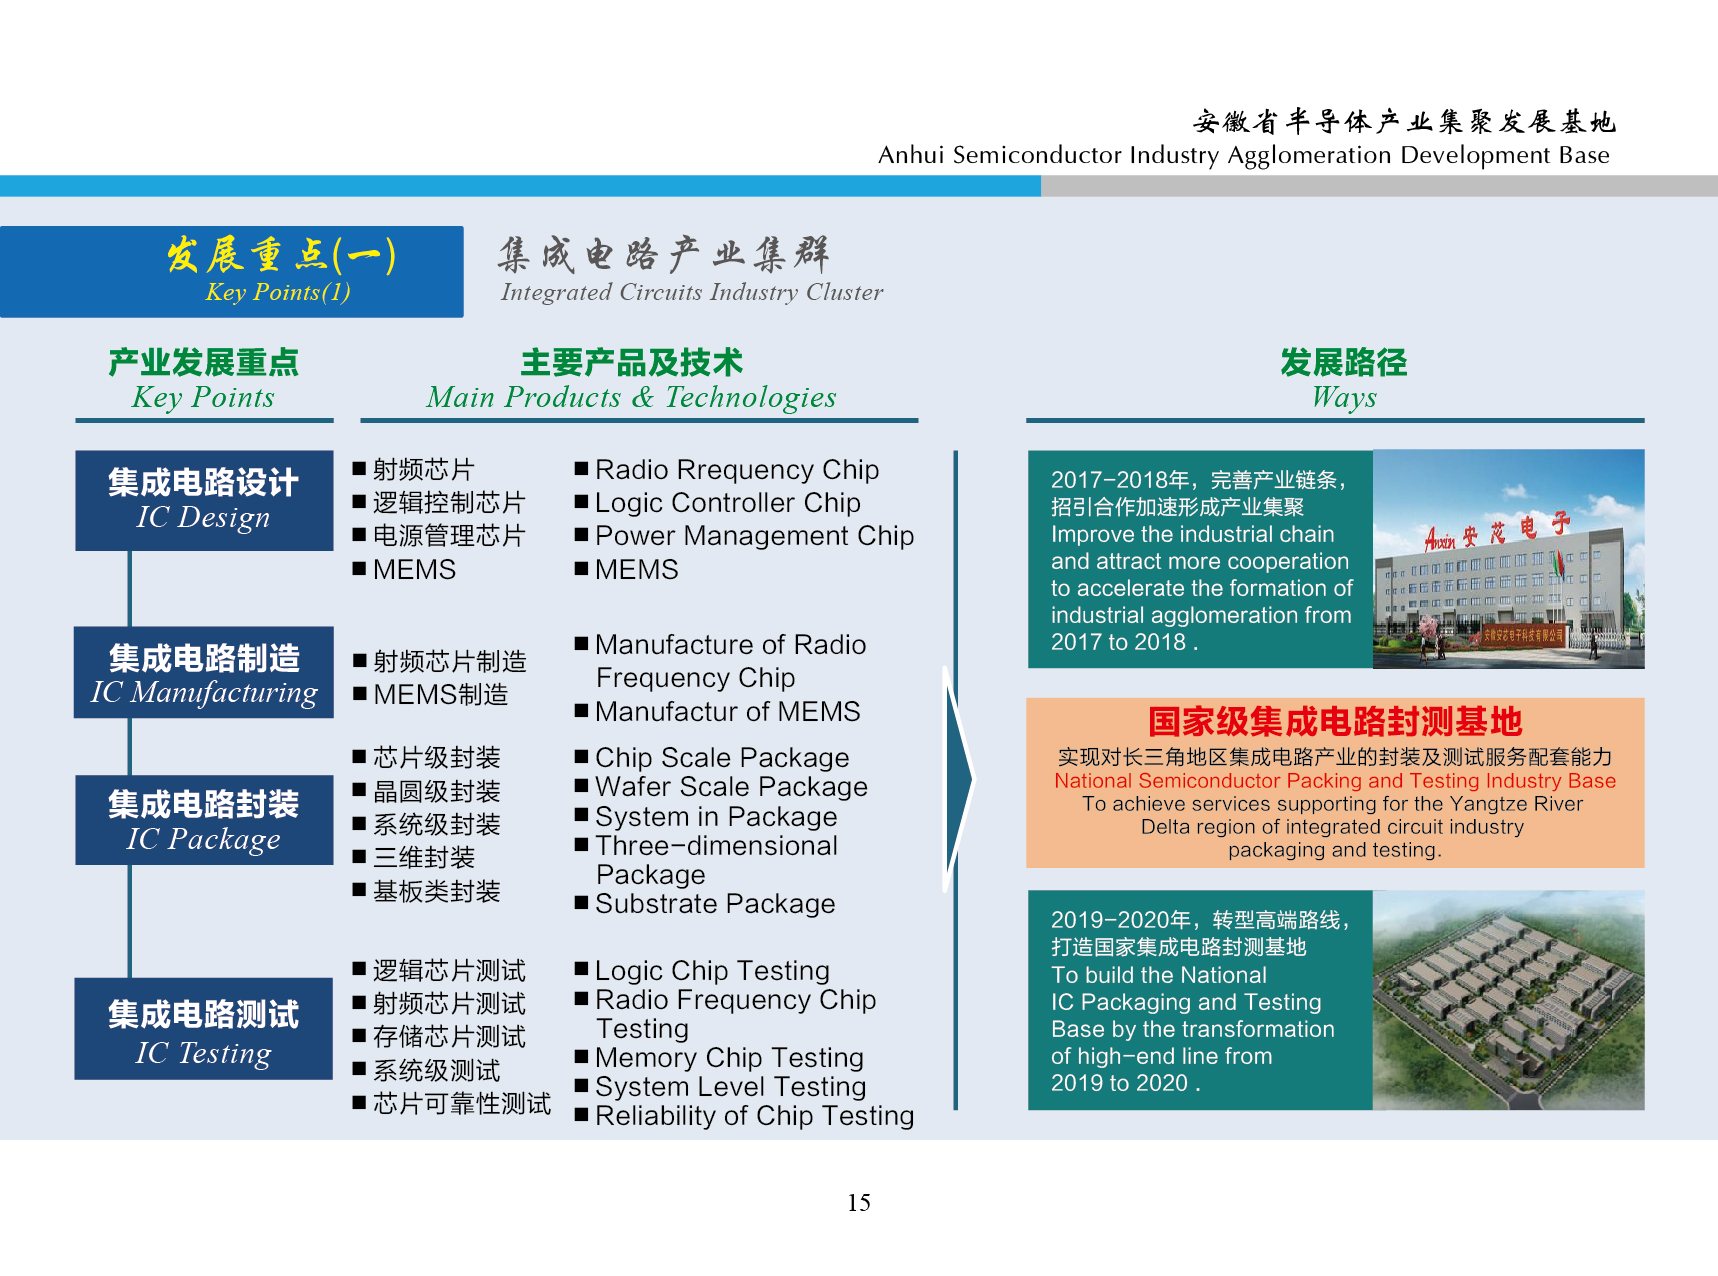 安徽省半导体产业集聚发展基地
Anhui Semiconductor Industry Agglomeration Development Base
发展重点(一)
Key Points(1)
集成电路产业集群
Integrated Circuits Industry Cluster
产业发展重点
Key Points
主要产品及技术
Main Products & Technologies
发展路径
Ways
集成电路设计
IC Design
■ 射频芯片
■ 逻辑控制芯片
■ 电源管理芯片
■ MEMS
■ Radio Rrequency Chip
■ Logic Controller Chip
■ Power Management Chip
■ MEMS
集成电路制造
IC Manufacturing
■ 射频芯片制造
■ MEMS制造
■ Manufacture of Radio
Frequency Chip
■ Manufactur of MEMS
集成电路封装
IC Package
■ 芯片级封装
■ 晶圆级封装
■ 系统级封装
■ 三维封装
■ 基板类封装
■ Chip Scale Package
■ Wafer Scale Package
■ System in Package
■ Three-dimensional
Package
■ Substrate Package
集成电路测试
IC Testing
■ 逻辑芯片测试
■ 射频芯片测试
■ 存储芯片测试
■ 系统级测试
■ 芯片可靠性测试
■ Logic Chip Testing
■ Radio Frequency Chip
Testing
■ Memory Chip Testing
■ System Level Testing
■ Reliability of Chip Testing
2017-2018年，完善产业链条，
招引合作加速形成产业集聚
Improve the industrial chain
and attract more cooperation
to accelerate the formation of
industrial agglomeration from
2017 to 2018 .
Anxin 安芯电子
安徽安芯电子科技有限公司
国家级集成电路封测基地
实现对长三角地区集成电路产业的封装及测试服务配套能力
National Semiconductor Packing and Testing Industry Base
To achieve services supporting for the Yangtze River
Delta region of integrated circuit industry
packaging and testing.
2019-2020年，转型高端路线，
打造国家集成电路封测基地
To build the National
IC Packaging and Testing
Base by the transformation
of high-end line from
2019 to 2020 .
15